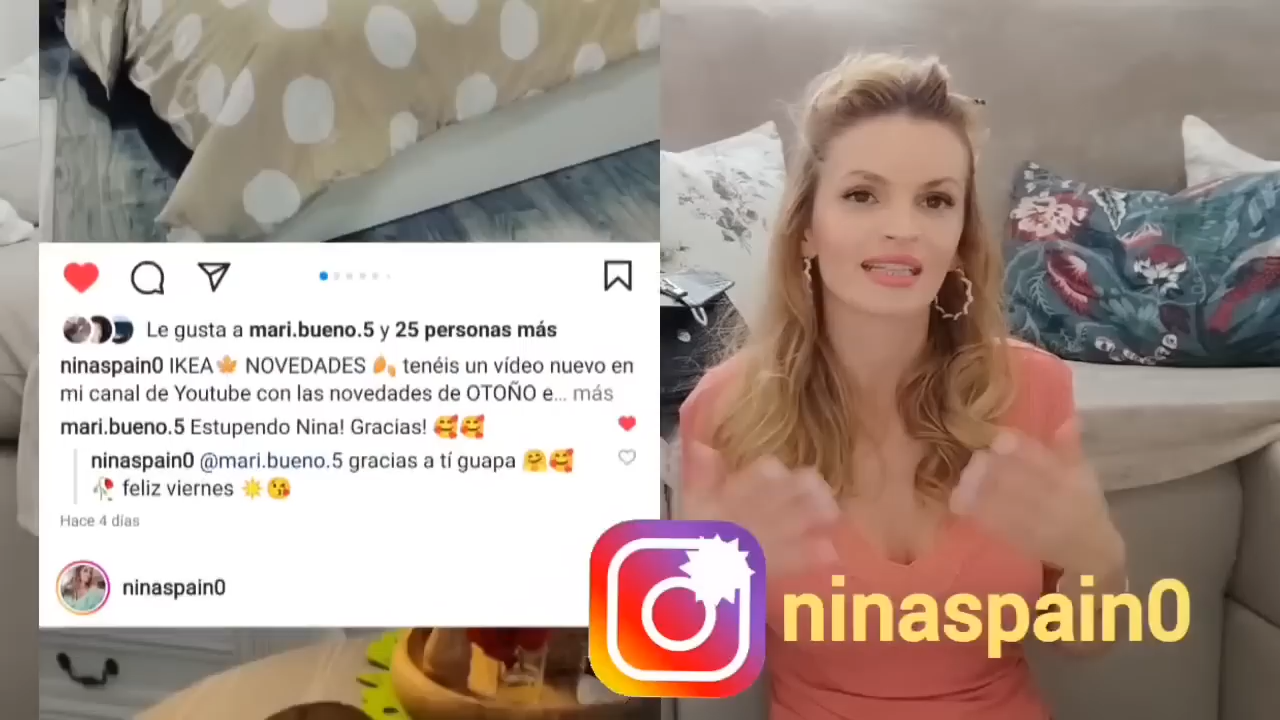 Le gusta a mari.bueno.5 y 25 personas más
ninaspain0 IKEA🍁 NOVEDADES 🍂 tenéis un vídeo nuevo en
mi canal de Youtube con las novedades de OTOÑO e... más
mari.bueno.5 Estupendo Nina! Gracias! 🥰🥰
ninaspain0 @mari.bueno.5 gracias a tí guapa 🤗🥰
🥀 feliz viernes ☀️😘
Hace 4 días
ninaspain0
ninaspain0